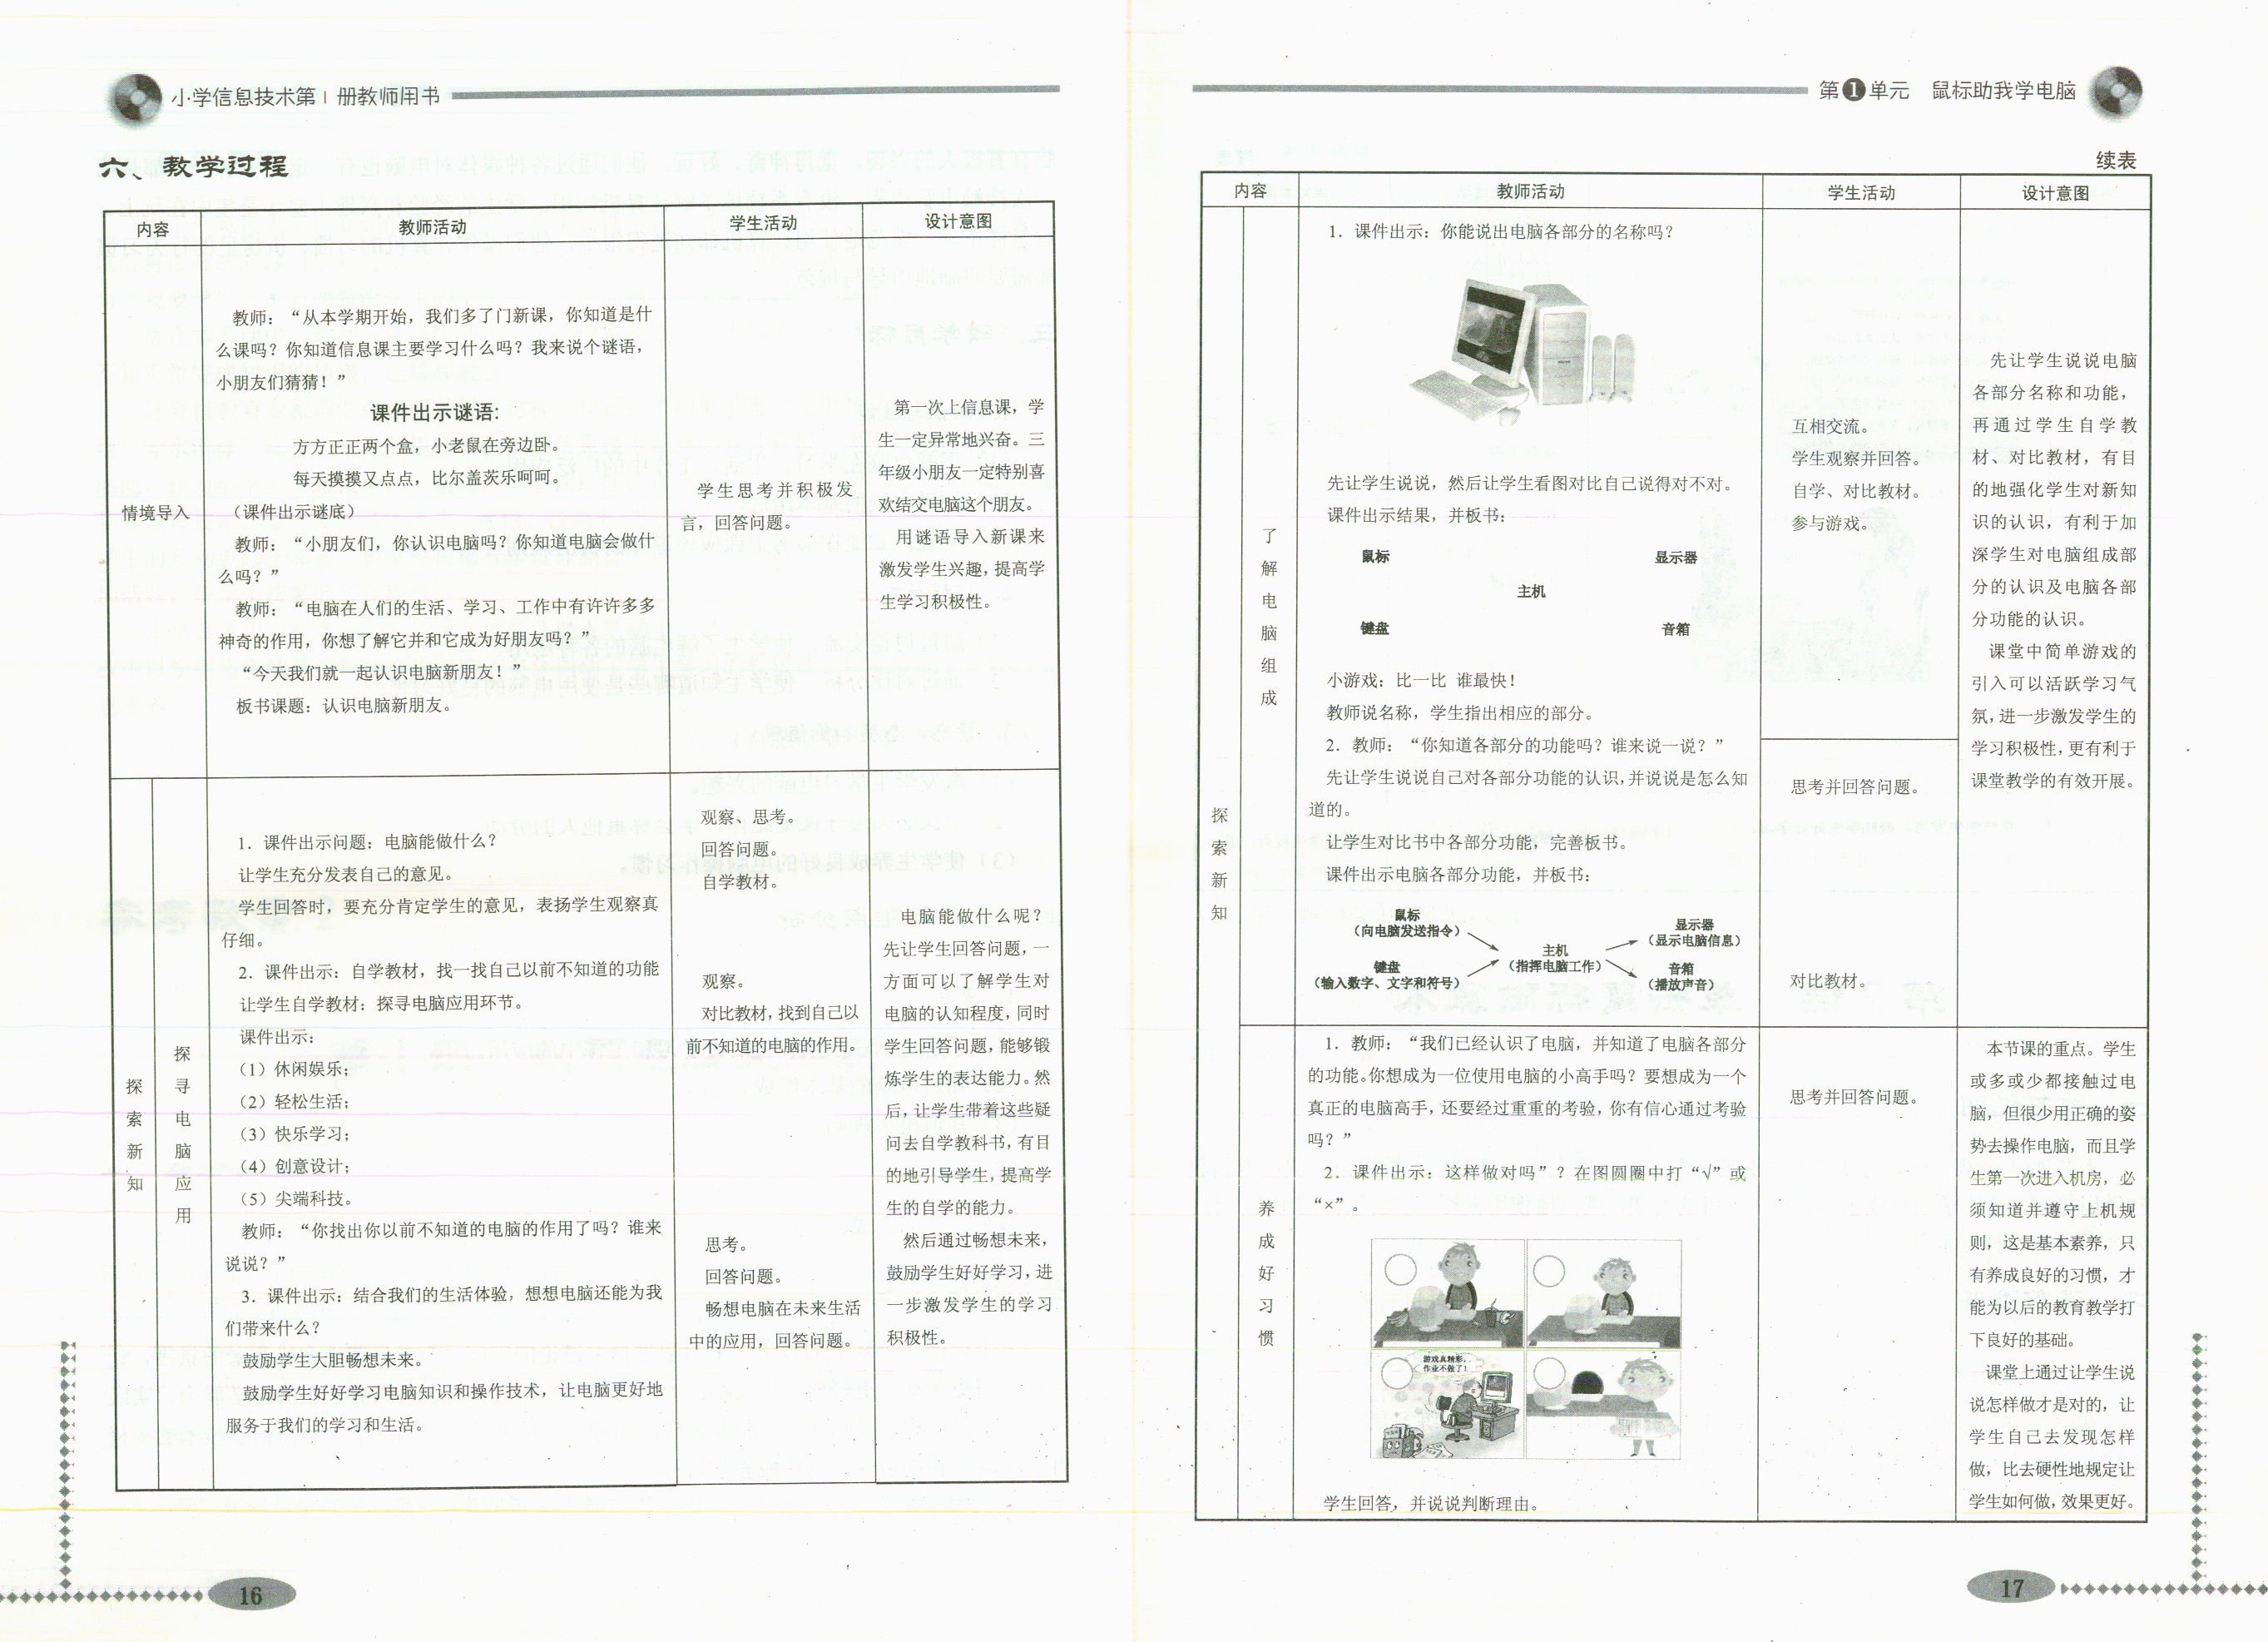 小学信息技术第1册教师用书
六、教学过程
内容
教师活动
学生活动
设计意图
情境导入
教师：“从本学期开始，我们多了门新课，你知道是什
么课吗？你知道信息课主要学习什么吗？我来说个谜语，
小朋友们猜猜！”
课件出示谜语:
方方正正两个盒，小老鼠在旁边卧。
每天摸摸又点点，比尔盖茨乐呵呵。
（课件出示谜底）
教师：“小朋友们，你认识电脑吗？你知道电脑会做什
么吗？”
教师：“电脑在人们的生活、学习、工作中有许许多多
神奇的作用，你想了解它并和它成为好朋友吗？”
“今天我们就一起认识电脑新朋友！”
板书课题：认识电脑新朋友。
学生思考并积极发
言，回答问题。
第一次上信息课，学
生一定异常地兴奋。三
年级小朋友一定特别喜
欢结交电脑这个朋友。
用谜语导入新课来
激发学生兴趣，提高学
生学习积极性。
探索新知
探寻电脑应用
1．课件出示问题：电脑能做什么？
让学生充分发表自己的意见。
学生回答时，要充分肯定学生的意见，表扬学生观察真
仔细。
2．课件出示：自学教材，找一找自己以前不知道的功能
让学生自学教材：探寻电脑应用环节。
课件出示：
（1）休闲娱乐；
（2）轻松生活；
（3）快乐学习；
（4）创意设计；
（5）尖端科技。
教师：“你找出你以前不知道的电脑的作用了吗？谁来
说说？”
3．课件出示：结合我们的生活体验，想想电脑还能为我
们带来什么？
鼓励学生大胆畅想未来。
鼓励学生好好学习电脑知识和操作技术，让电脑更好地
服务于我们的学习和生活。
观察、思考。
回答问题。
自学教材。
观察。
对比教材，找到自己以
前不知道的电脑的作用。
思考。
回答问题。
畅想电脑在未来生活
中的应用，回答问题。
电脑能做什么呢？
先让学生回答问题，一
方面可以了解学生对
电脑的认知程度，同时
学生回答问题，能够锻
炼学生的表达能力。然
后，让学生带着这些疑
问去自学教科书，有目
的地引导学生，提高学
生的自学的能力。
然后通过畅想未来，
鼓励学生好好学习，进
一步激发学生的学习
积极性。
16
第1单元 鼠标助我学电脑
续表
内容
教师活动
学生活动
设计意图
探索新知
了解电脑组成
1．课件出示：你能说出电脑各部分的名称吗？
先让学生说说，然后让学生看图对比自己说得对不对。
课件出示结果，并板书：
鼠标 显示器
主机
键盘 音箱
小游戏：比一比 谁最快！
教师说名称，学生指出相应的部分。
2．教师：“你知道各部分的功能吗？谁来说一说？”
先让学生说说自己对各部分功能的认识，并说说是怎么知
道的。
让学生对比书中各部分功能，完善板书。
课件出示电脑各部分功能，并板书：
鼠标
（向电脑发送指令）
键盘
（输入数字、文字和符号）
主机
（指挥电脑工作）
显示器
（显示电脑信息）
音箱
（播放声音）
互相交流。
学生观察并回答。
自学、对比教材。
参与游戏。
思考并回答问题。
对比教材。
先让学生说说电脑
各部分名称和功能，
再通过学生自学教
材、对比教材，有目
的地强化学生对新知
识的认识，有利于加
深学生对电脑组成部
分的认识及电脑各部
分功能的认识。
课堂中简单游戏的
引入可以活跃学习气
氛，进一步激发学生的
学习积极性，更有利于
课堂教学的有效开展。
养成好习惯
1．教师：“我们已经认识了电脑，并知道了电脑各部分
的功能。你想成为一位使用电脑的小高手吗？要想成为一个
真正的电脑高手，还要经过重重的考验，你有信心通过考验
吗？”
2．课件出示：这样做对吗”？在图圆圈中打“√”或
“×”。
游戏真精彩，
作业不做了！
学生回答，并说说判断理由。
思考并回答问题。
本节课的重点。学生
或多或少都接触过电
脑，但很少用正确的姿
势去操作电脑，而且学
生第一次进入机房，必
须知道并遵守上机规
则，这是基本素养，只
有养成良好的习惯，才
能为以后的教育教学打
下良好的基础。
课堂上通过让学生说
说怎样做才是对的，让
学生自己去发现怎样
做，比去硬性地规定让
学生如何做，效果更好。
17